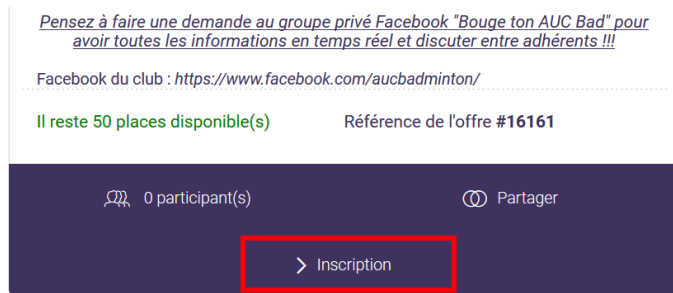 Pensez à faire une demande au groupe privé Facebook "Bouge ton AUC Bad" pour
avoir toutes les informations en temps réel et discuter entre adhérents !!!
Facebook du club : https://www.facebook.com/aucbadminton/
Il reste 50 places disponible(s) Référence de l'offre #16161
0 participant(s) Partager
Inscription